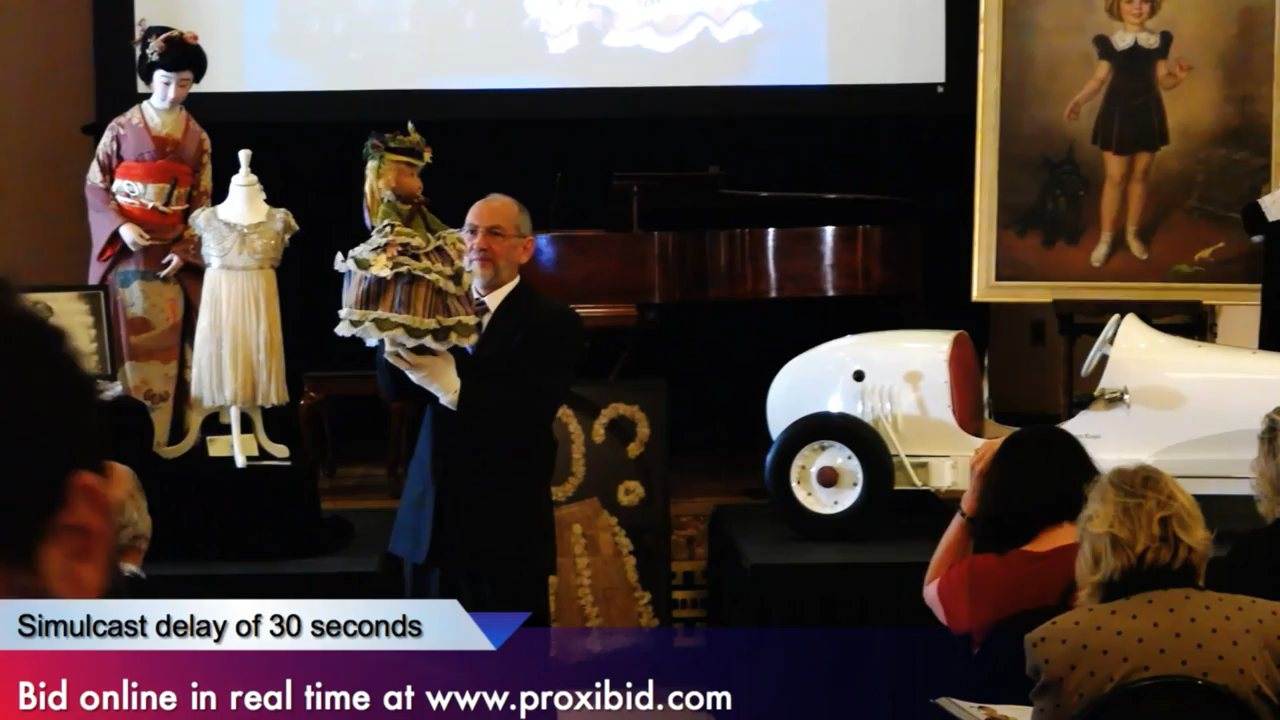 Simulcast delay of 30 seconds
Bid online in real time at www.proxibid.com